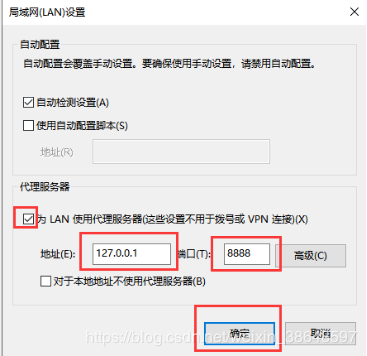 局域网(LAN)设置
自动配置
自动配置会覆盖手动设置。要确保使用手动设置，请禁用自动配置。
自动检测设置(A)
使用自动配置脚本(S)
地址(R)
代理服务器
为 LAN 使用代理服务器(这些设置不用于拨号或 VPN 连接)(X)
地址(E): 127.0.0.1 端口(T): 8888 高级(C)
对于本地地址不使用代理服务器(B)
确定 取消